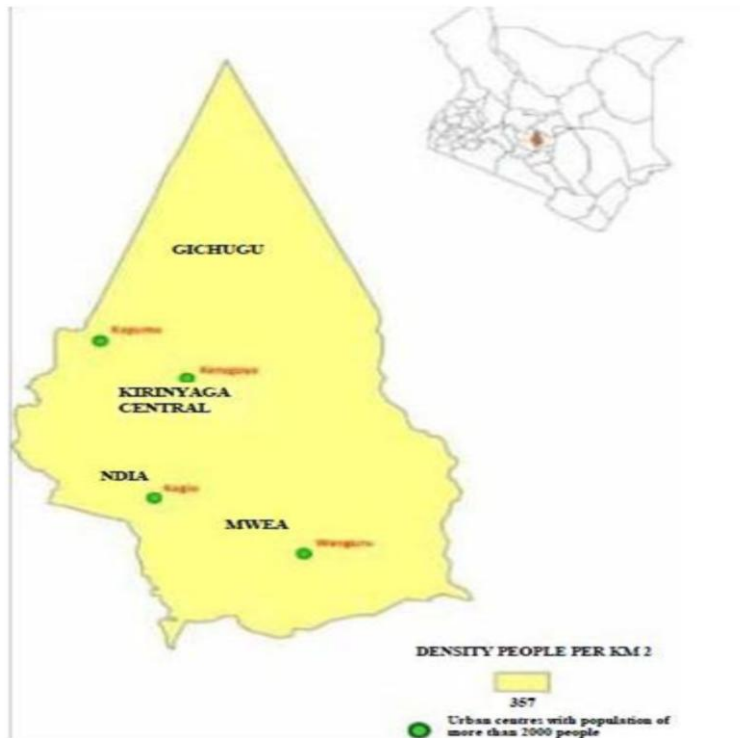 GICHUGU
Kagumo
Kerugoya
KIRINYAGA
CENTRAL
NDIA
Kagio
MWEA
Wanguru
DENSITY PEOPLE PER KM 2
357
Urban centres with population of
more than 2000 people